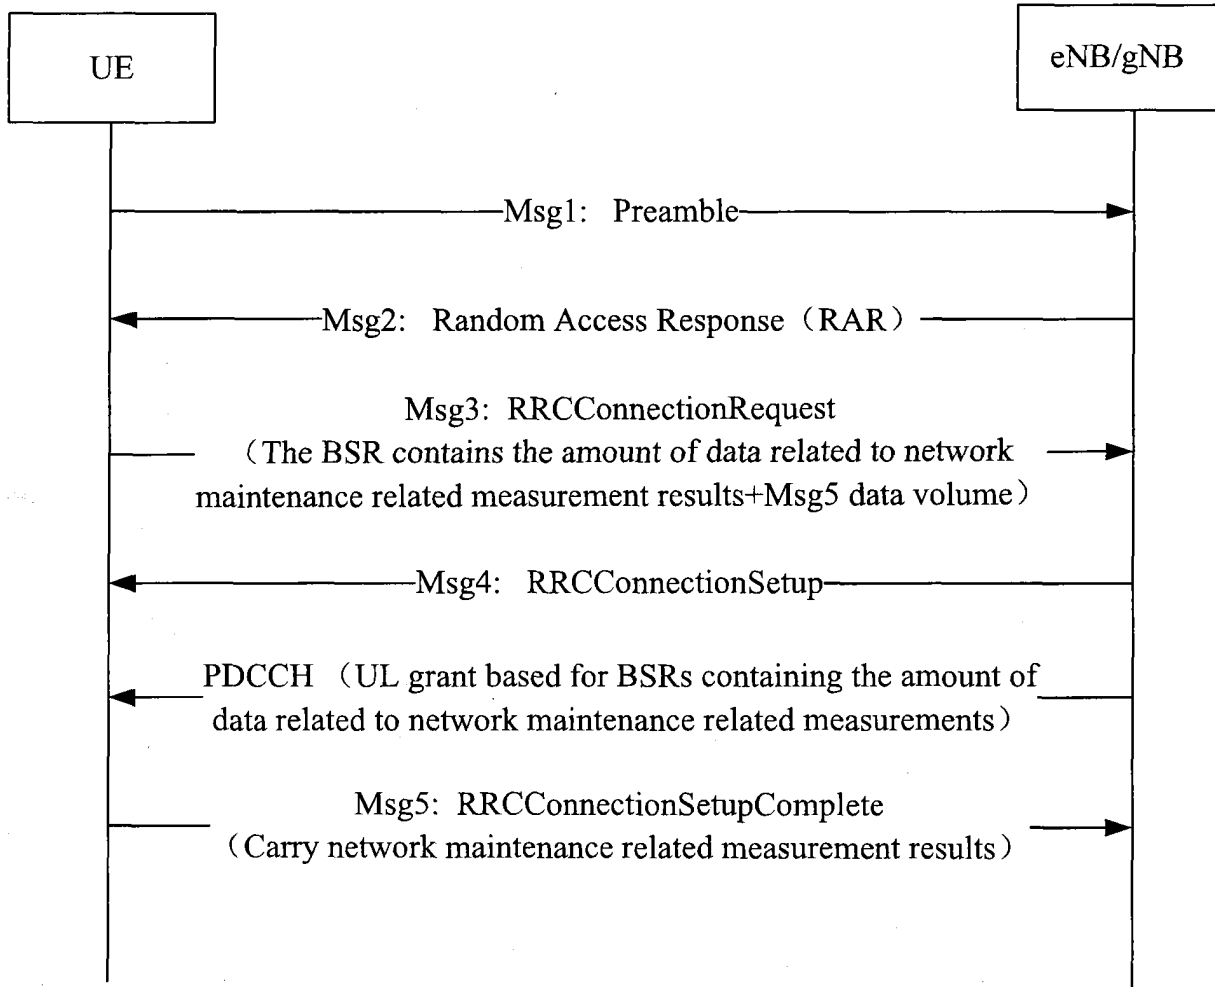 UE
eNB/gNB
Msg1: Preamble
Msg2: Random Access Response（RAR）
Msg3: RRCConnectionRequest
（The BSR contains the amount of data related to network
maintenance related measurement results+Msg5 data volume）
Msg4: RRCConnectionSetup
PDCCH （UL grant based for BSRs containing the amount of
data related to network maintenance related measurements）
Msg5: RRCConnectionSetupComplete
（Carry network maintenance related measurement results）